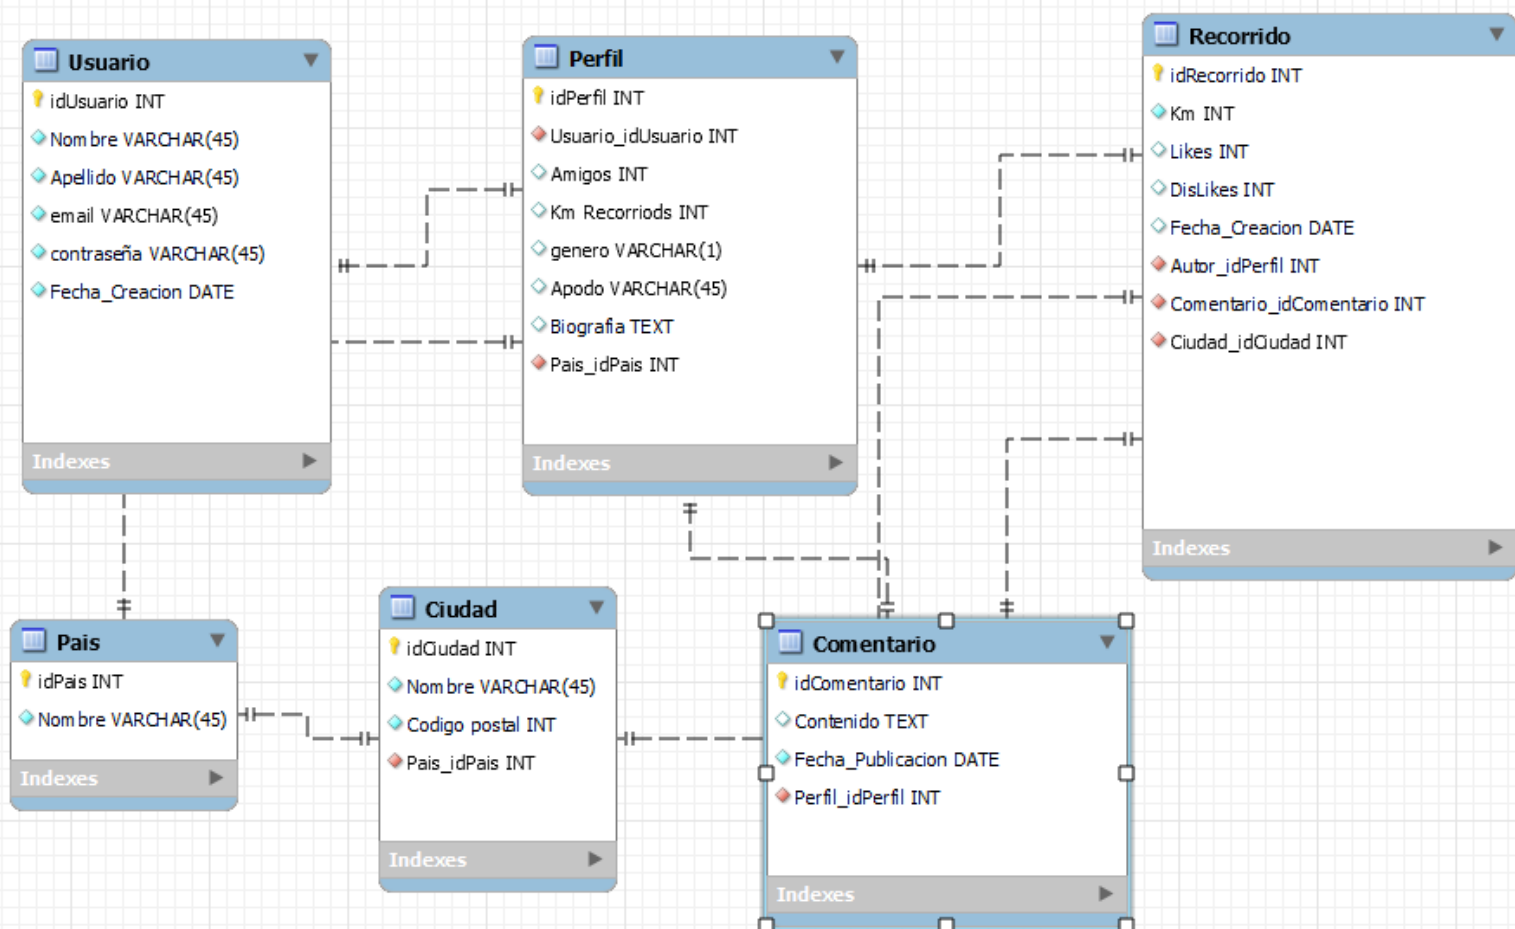 Usuario
idUsuario INT
Nombre VARCHAR(45)
Apellido VARCHAR(45)
email VARCHAR(45)
contraseña VARCHAR(45)
Fecha_Creacion DATE
Indexes
Perfil
idPerfil INT
Usuario_idUsuario INT
Amigos INT
Km Recorriods INT
genero VARCHAR(1)
Apodo VARCHAR(45)
Biografia TEXT
Pais_idPais INT
Indexes
Recorrido
idRecorrido INT
Km INT
Likes INT
DisLikes INT
Fecha_Creacion DATE
Autor_idPerfil INT
Comentario_idComentario INT
Ciudad_idCiudad INT
Indexes
Pais
idPais INT
Nombre VARCHAR(45)
Indexes
Ciudad
idCiudad INT
Nombre VARCHAR(45)
Codigo postal INT
Pais_idPais INT
Indexes
Comentario
idComentario INT
Contenido TEXT
Fecha_Publicacion DATE
Perfil_idPerfil INT
Indexes